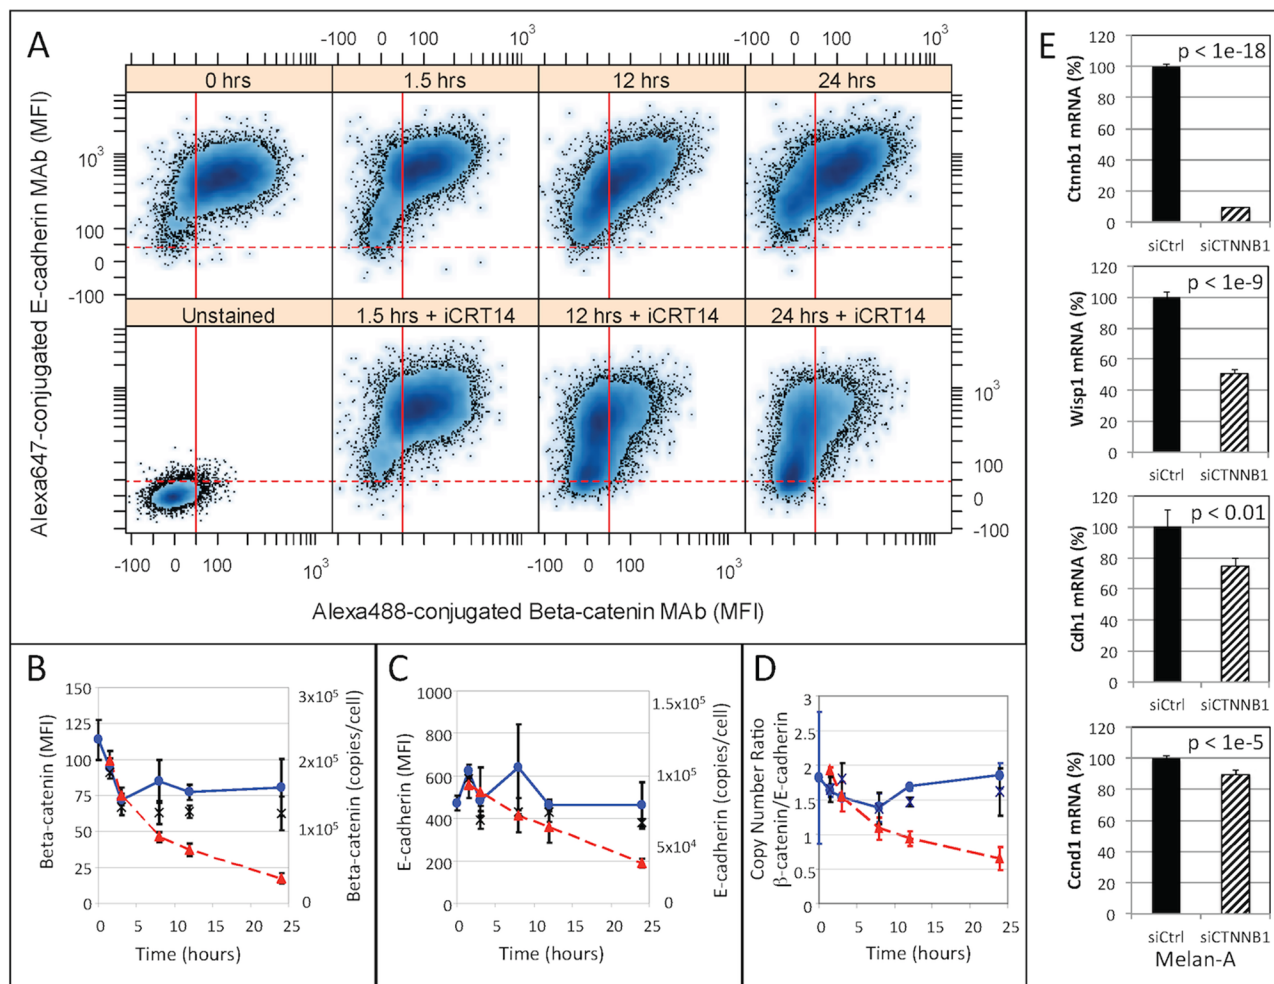 A
-100 0 100 10³
-100 0 100 10³
0 hrs 1.5 hrs 12 hrs 24 hrs
Alexa647-conjugated E-cadherin MAb (MFI)
10³
100
0
-100
Unstained 1.5 hrs + iCRT14 12 hrs + iCRT14 24 hrs + iCRT14
10³
100
0
-100
-100 0 100 10³
-100 0 100 10³
Alexa488-conjugated Beta-catenin MAb (MFI)
B
Beta-catenin (MFI)
150
125
100
75
50
25
0
3x10⁵
2x10⁵
1x10⁵
0
Beta-catenin (copies/cell)
0 5 10 15 20 25
Time (hours)
C
E-cadherin (MFI)
1000
800
600
400
200
0
1.5x10⁵
1x10⁵
5x10⁴
0
E-cadherin (copies/cell)
0 5 10 15 20 25
Time (hours)
D
Copy Number Ratio
β-catenin/E-cadherin
3
2.5
2
1.5
1
0.5
0
0 5 10 15 20 25
Time (hours)
E
Ctnnb1 mRNA (%)
120
100
80
60
40
20
0
p < 1e-18
siCtrl siCTNNB1
Wisp1 mRNA (%)
120
100
80
60
40
20
0
p < 1e-9
siCtrl siCTNNB1
Cdh1 mRNA (%)
120
100
80
60
40
20
0
p < 0.01
siCtrl siCTNNB1
Ccnd1 mRNA (%)
120
100
80
60
40
20
0
p < 1e-5
siCtrl siCTNNB1
Melan-A